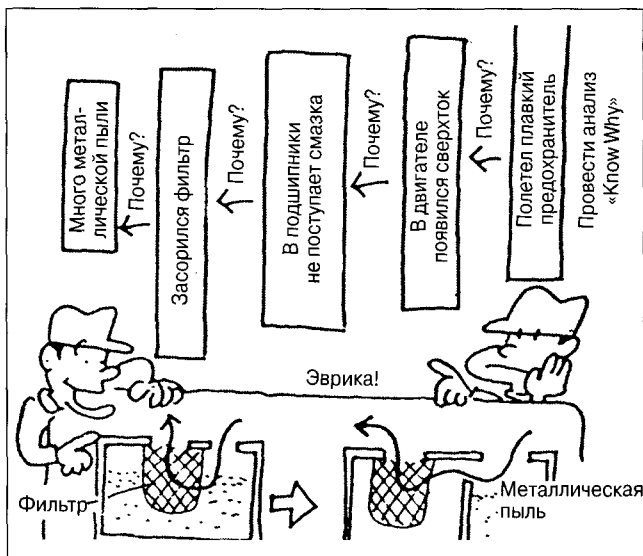 Провести анализ
«Know Why»
Полетел плавкий
предохранитель
Почему?
В двигателе
появился сверхток
Почему?
В подшипники
не поступает смазка
Почему?
Засорился фильтр
Почему?
Много метал-
лической пыли
Эврика!
Фильтр
Металлическая
пыль